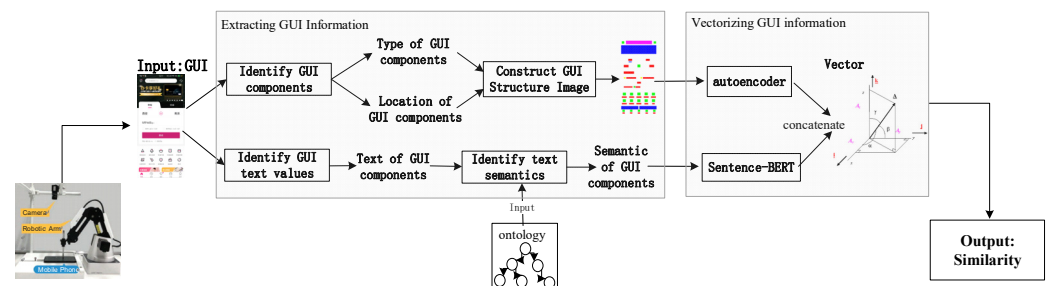 Extracting GUI Information
Vectorizing GUI information
Input:GUI
Identify GUI
components
Type of GUI
components
Location of
GUI components
Construct GUI
Structure Image
autoencoder
Vector
concatenate
Identify GUI
text values
Text of GUI
components
Identify text
semantics
Semantic
of GUI
components
Sentence-BERT
Input
ontology
Camera
Robotic Arm
Mobile Phon
Output:
Similarity